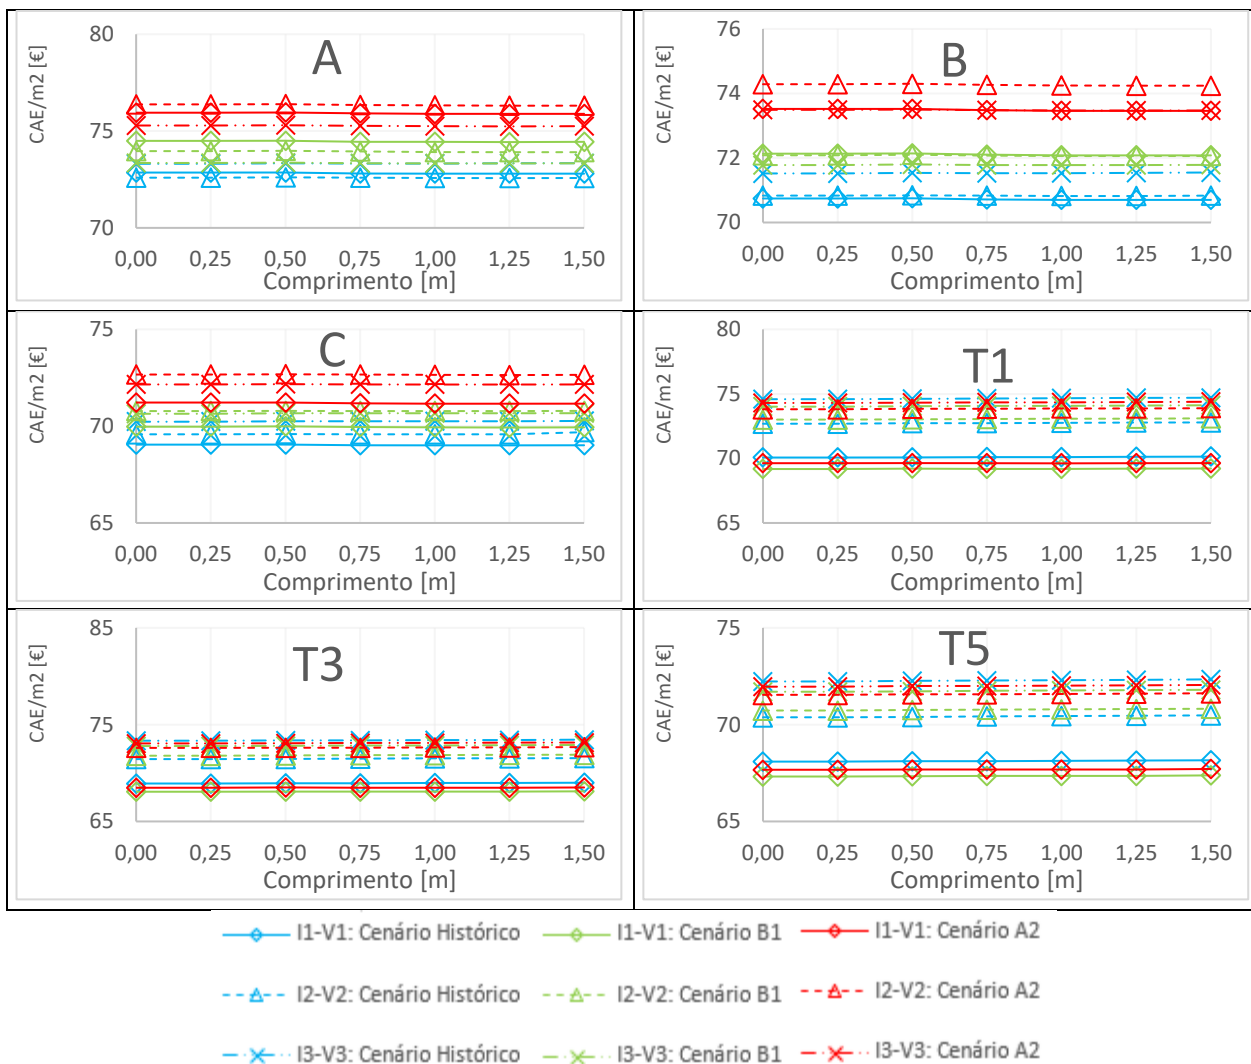 CAE/m2 [€]
A
80
75
70
0,00 0,25 0,50 0,75 1,00 1,25 1,50
Comprimento [m]
CAE/m2 [€]
B
76
74
72
70
0,00 0,25 0,50 0,75 1,00 1,25 1,50
Comprimento [m]
CAE/m2 [€]
C
75
70
65
0,00 0,25 0,50 0,75 1,00 1,25 1,50
Comprimento [m]
CAE/m2 [€]
T1
80
75
70
65
0,00 0,25 0,50 0,75 1,00 1,25 1,50
Comprimento [m]
CAE/m2 [€]
T3
85
75
65
0,00 0,25 0,50 0,75 1,00 1,25 1,50
Comprimento [m]
CAE/m2 [€]
T5
75
70
65
0,00 0,25 0,50 0,75 1,00 1,25 1,50
Comprimento [m]
I1-V1: Cenário Histórico I1-V1: Cenário B1 I1-V1: Cenário A2
I2-V2: Cenário Histórico I2-V2: Cenário B1 I2-V2: Cenário A2
I3-V3: Cenário Histórico I3-V3: Cenário B1 I3-V3: Cenário A2